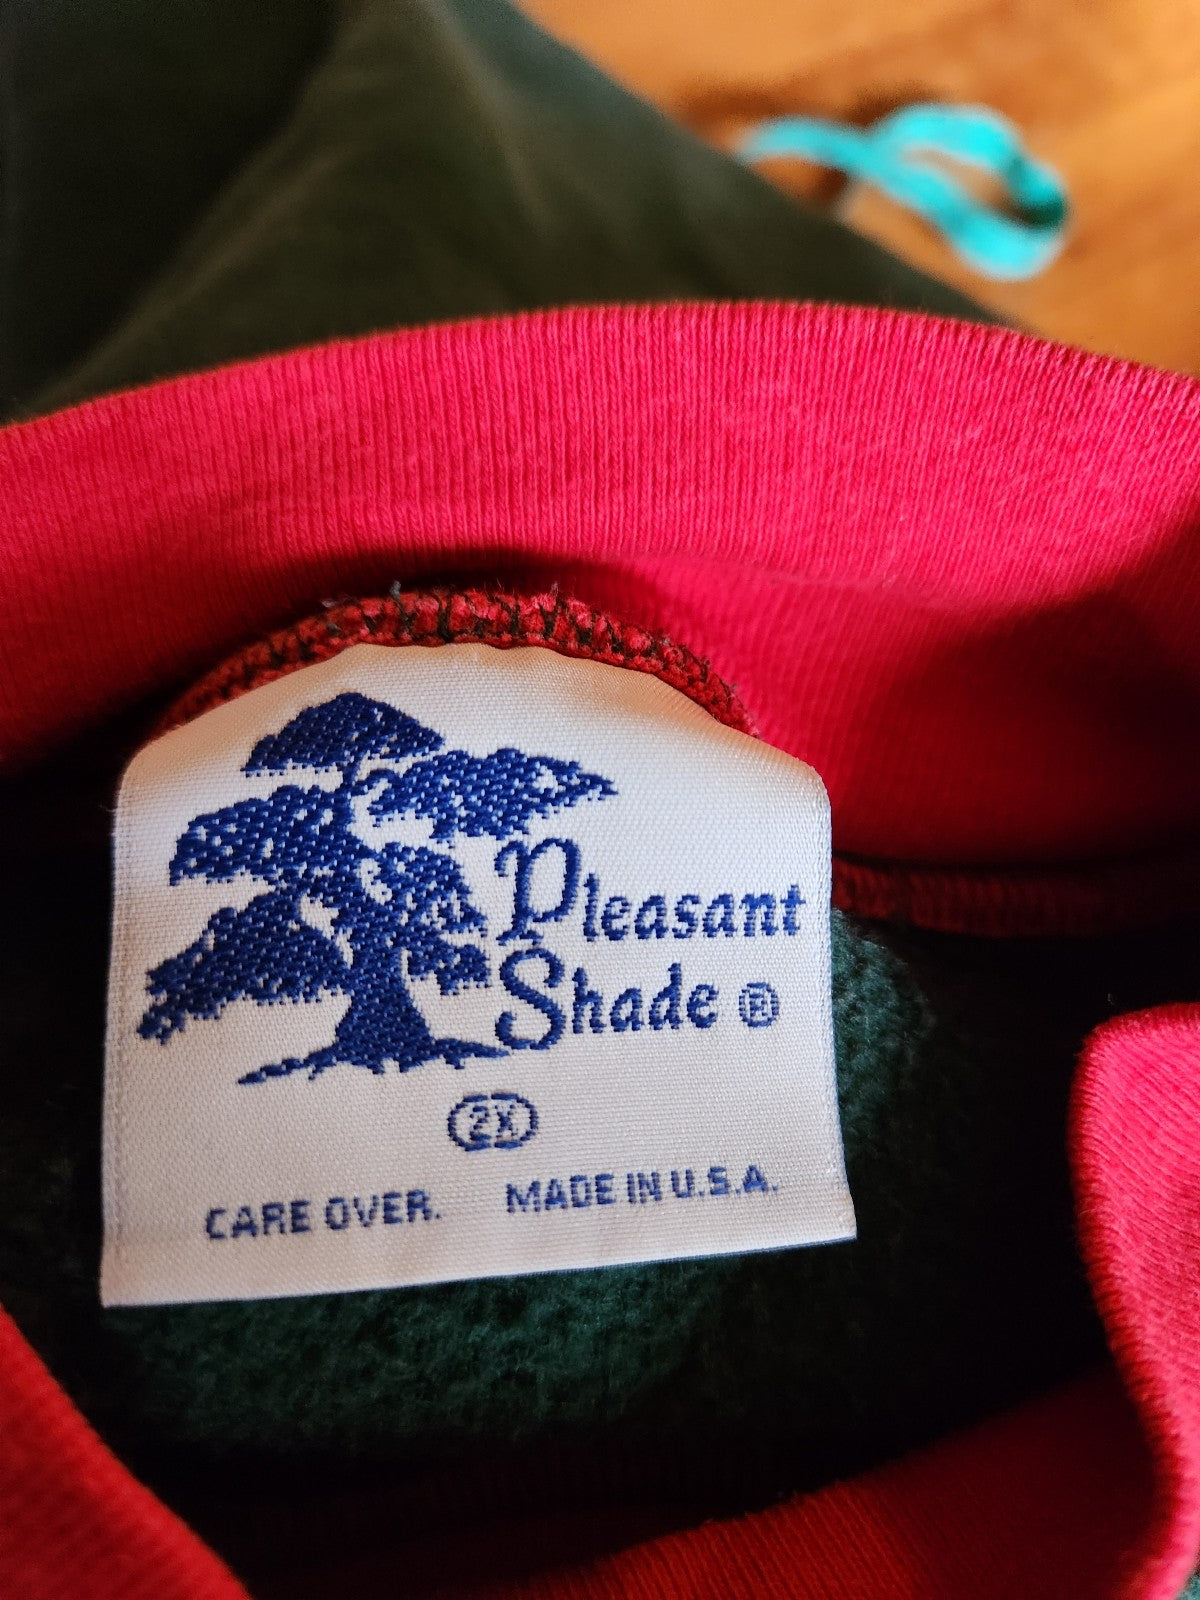 Pleasant
Shade ®
2X
CARE OVER. MADE IN U.S.A.